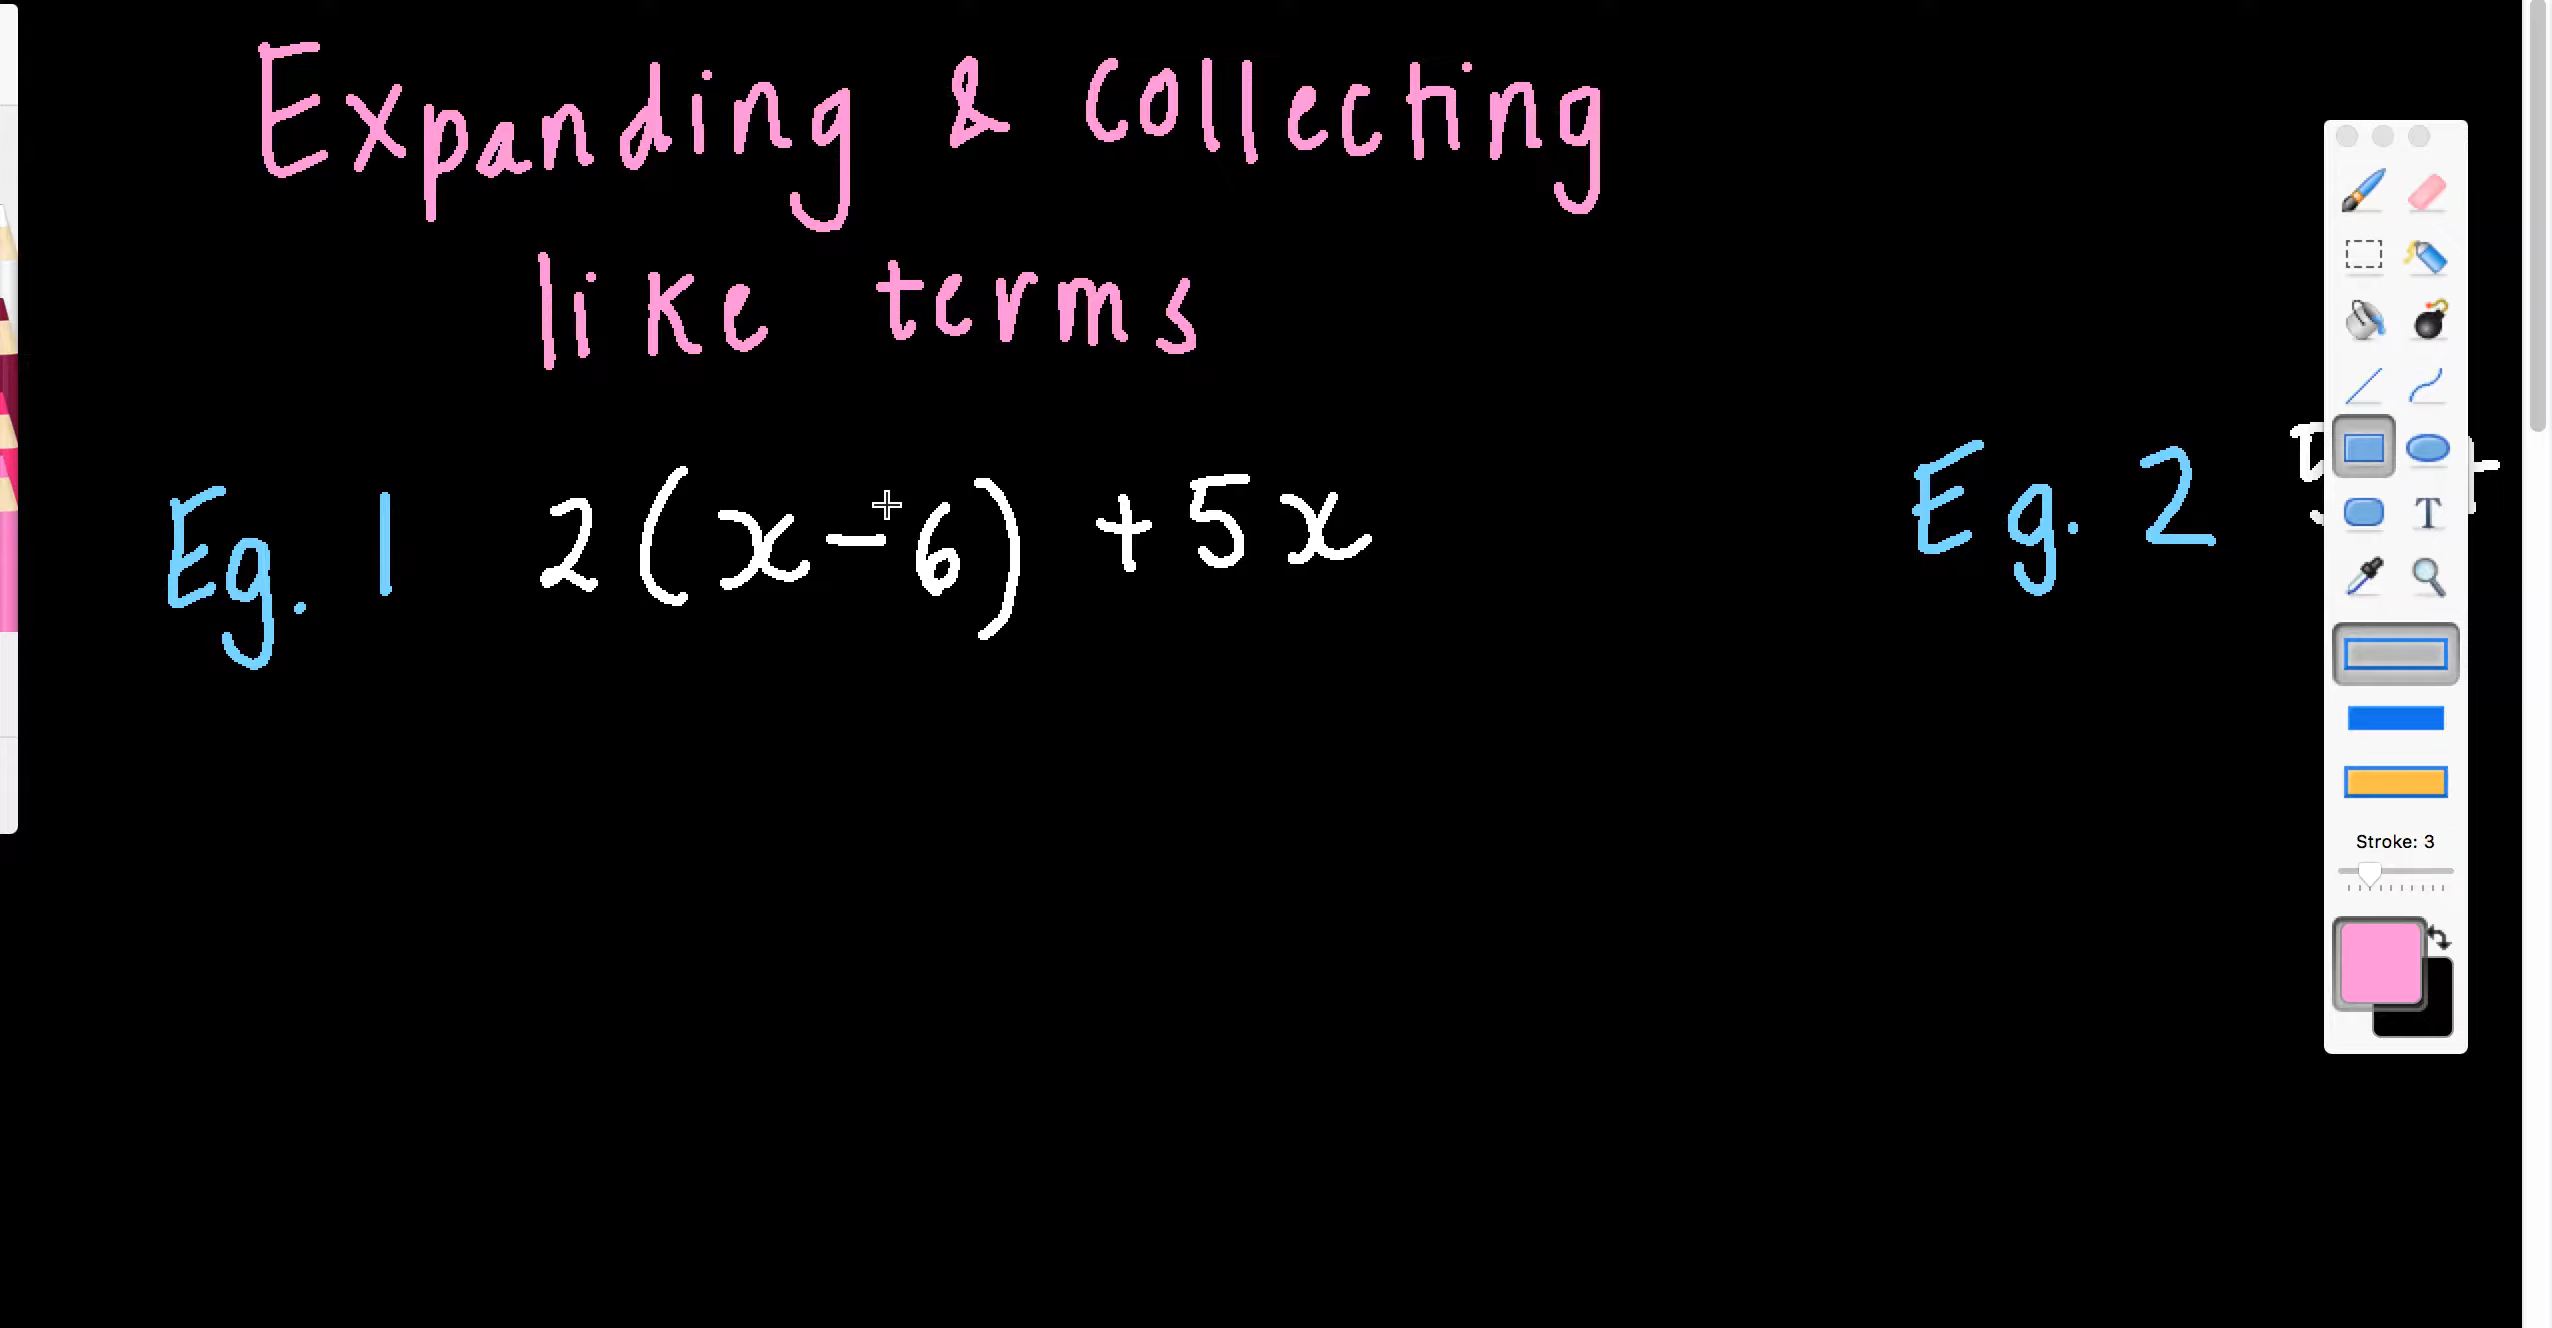 Expanding & collecting
like terms
Eg. 1 2(x-6) +5x
Eg. 2
T
Stroke: 3